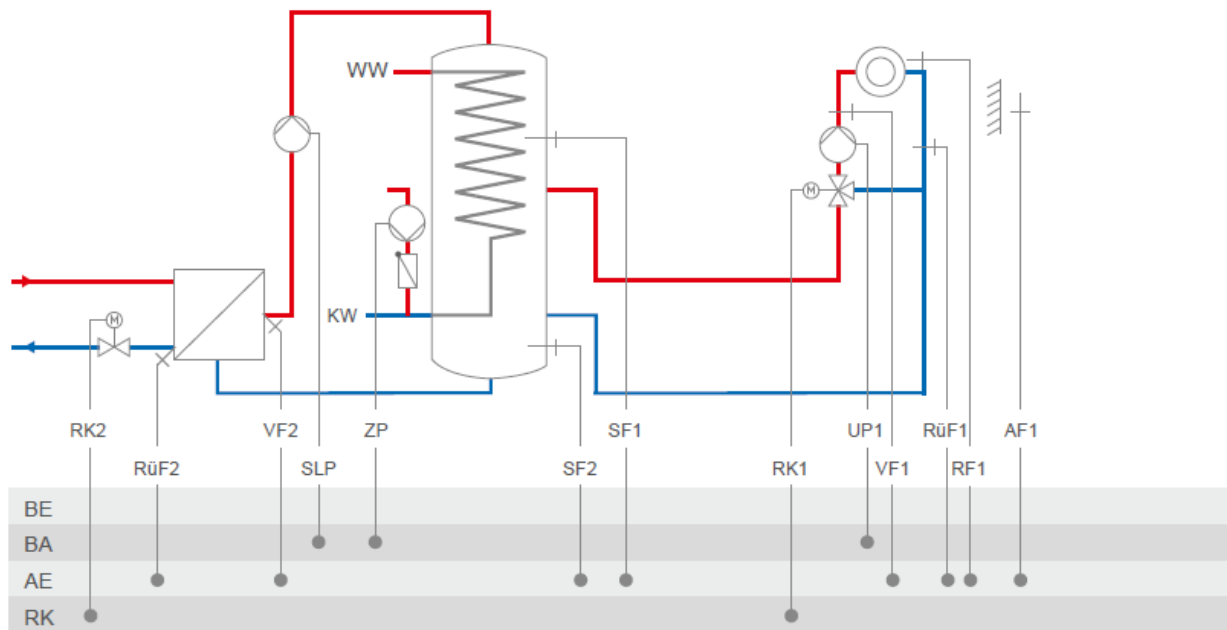 WW
M
KW
M
RK2 VF2 ZP SF1 UP1 RüF1 AF1
RüF2 SLP SF2 RK1 VF1 RF1
BE
BA
AE
RK